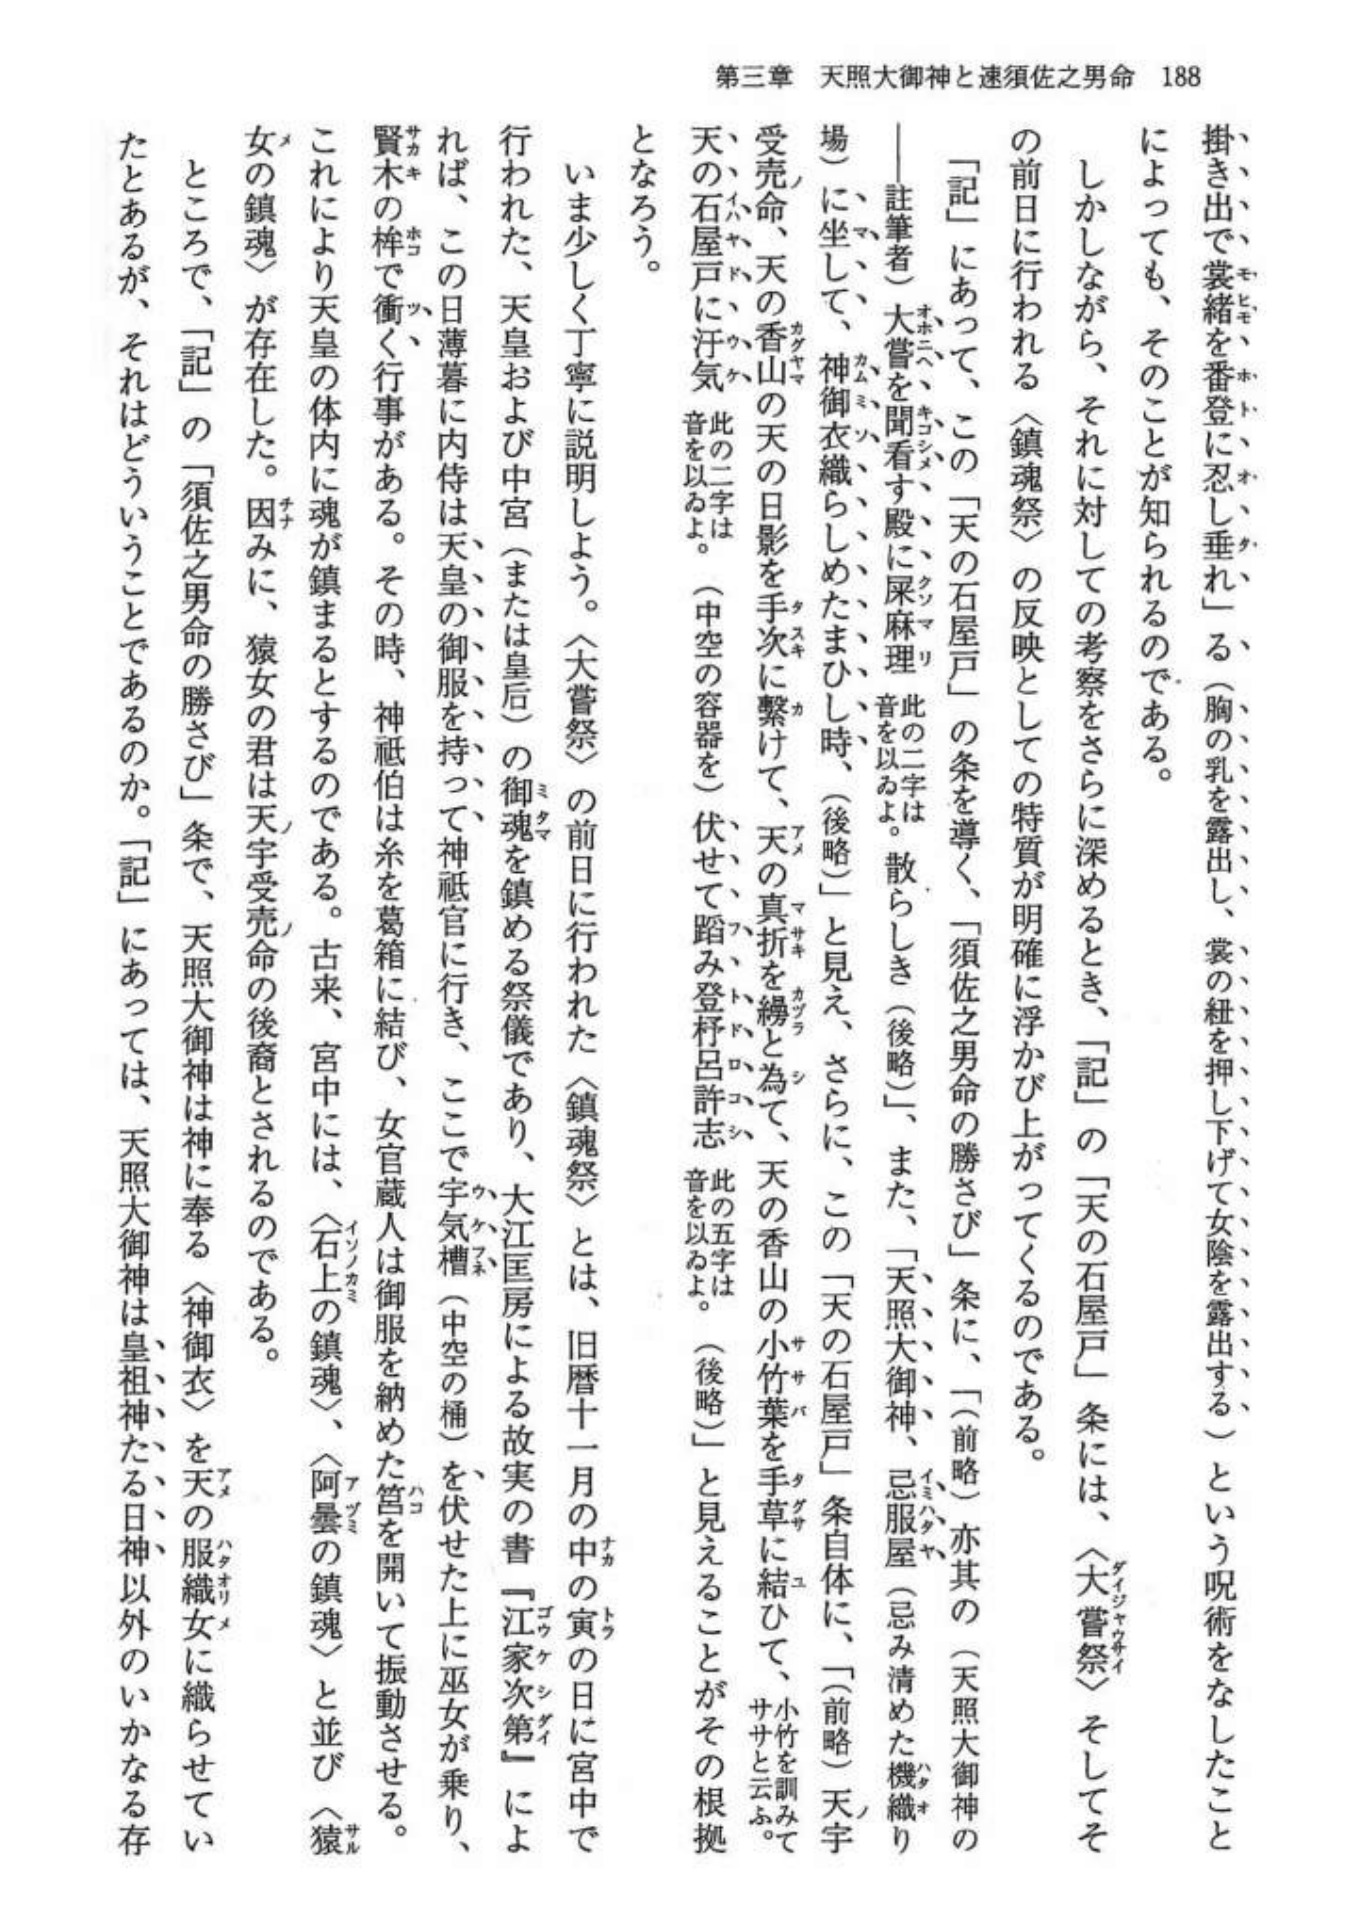 第三章　天照大御神と速須佐之男命　188
掛き出で裳緒を番登に忍し垂れ」る（胸の乳を露出し、裳の紐を押し下げて女陰を露出する）という呪術をなしたこと
によっても、そのことが知られるのである。
　しかしながら、それに対しての考察をさらに深めるとき、「記」の「天の石屋戸」条には、〈大嘗祭〉そしてそ
の前日に行われる〈鎮魂祭〉の反映としての特質が明確に浮かび上がってくるのである。
　「記」にあって、この「天の石屋戸」の条を導く、「須佐之男命の勝さび」条に、「（前略）亦其の（天照大御神の
――註筆者）大嘗を聞看す殿に屎麻理 此の二字は音を以ゐよ。散らしき（後略）」、また、「天照大御神、忌服屋（忌み清めた機織り
場）に坐して、神御衣織らしめたまひし時、（後略）」と見え、さらに、この「天の石屋戸」条自体に、「（前略）天宇
受売命、天の香山の天の日影を手次に繫けて、天の真折を縵と為て、天の香山の小竹葉を手草に結ひて、小竹を訓みてササと云ふ。
天の石屋戸に汙気 此の二字は音を以ゐよ。（中空の容器を）伏せて蹈み登杼呂許志 此の五字は音を以ゐよ。（後略）」と見えることがその根拠
となろう。
　いま少しく丁寧に説明しよう。〈大嘗祭〉の前日に行われた〈鎮魂祭〉とは、旧暦十一月の中の寅の日に宮中で
行われた、天皇および中宮（または皇后）の御魂を鎮める祭儀であり、大江匡房による故実の書『江家次第』によ
れば、この日薄暮に内侍は天皇の御服を持って神祇官に行き、ここで宇気槽（中空の桶）を伏せた上に巫女が乗り、
賢木の桙で衝く行事がある。その時、神祇伯は糸を葛箱に結び、女官蔵人は御服を納めた筥を開いて振動させる。
これにより天皇の体内に魂が鎮まるとするのである。古来、宮中には、〈石上の鎮魂〉、〈阿曇の鎮魂〉と並び〈猿
女の鎮魂〉が存在した。因みに、猿女の君は天宇受売命の後裔とされるのである。
　ところで、「記」の「須佐之男命の勝さび」条で、天照大御神は神に奉る〈神御衣〉を天の服織女に織らせてい
たとあるが、それはどういうことであるのか。「記」にあっては、天照大御神は皇祖神たる日神以外のいかなる存